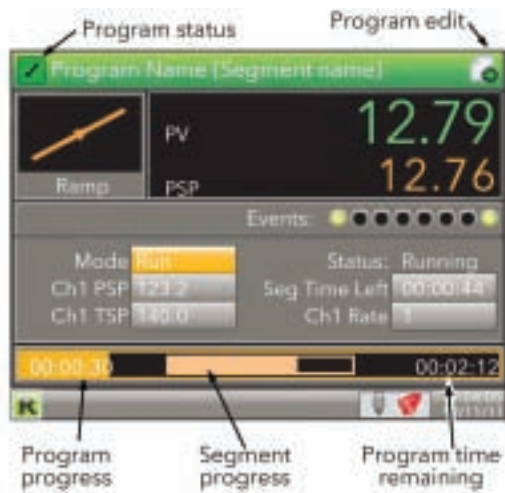 Program status
Program edit
Program Name (Segment name)
PV 12.79
Ramp
PSP 12.76
Events:
Mode Run
Status: Running
Ch1 PSP 123.2
Seg Time Left 00:00:44
Ch1 TSP 140.0
Ch1 Rate 1
00:00:30
00:02:12
Program progress
Segment progress
Program time remaining